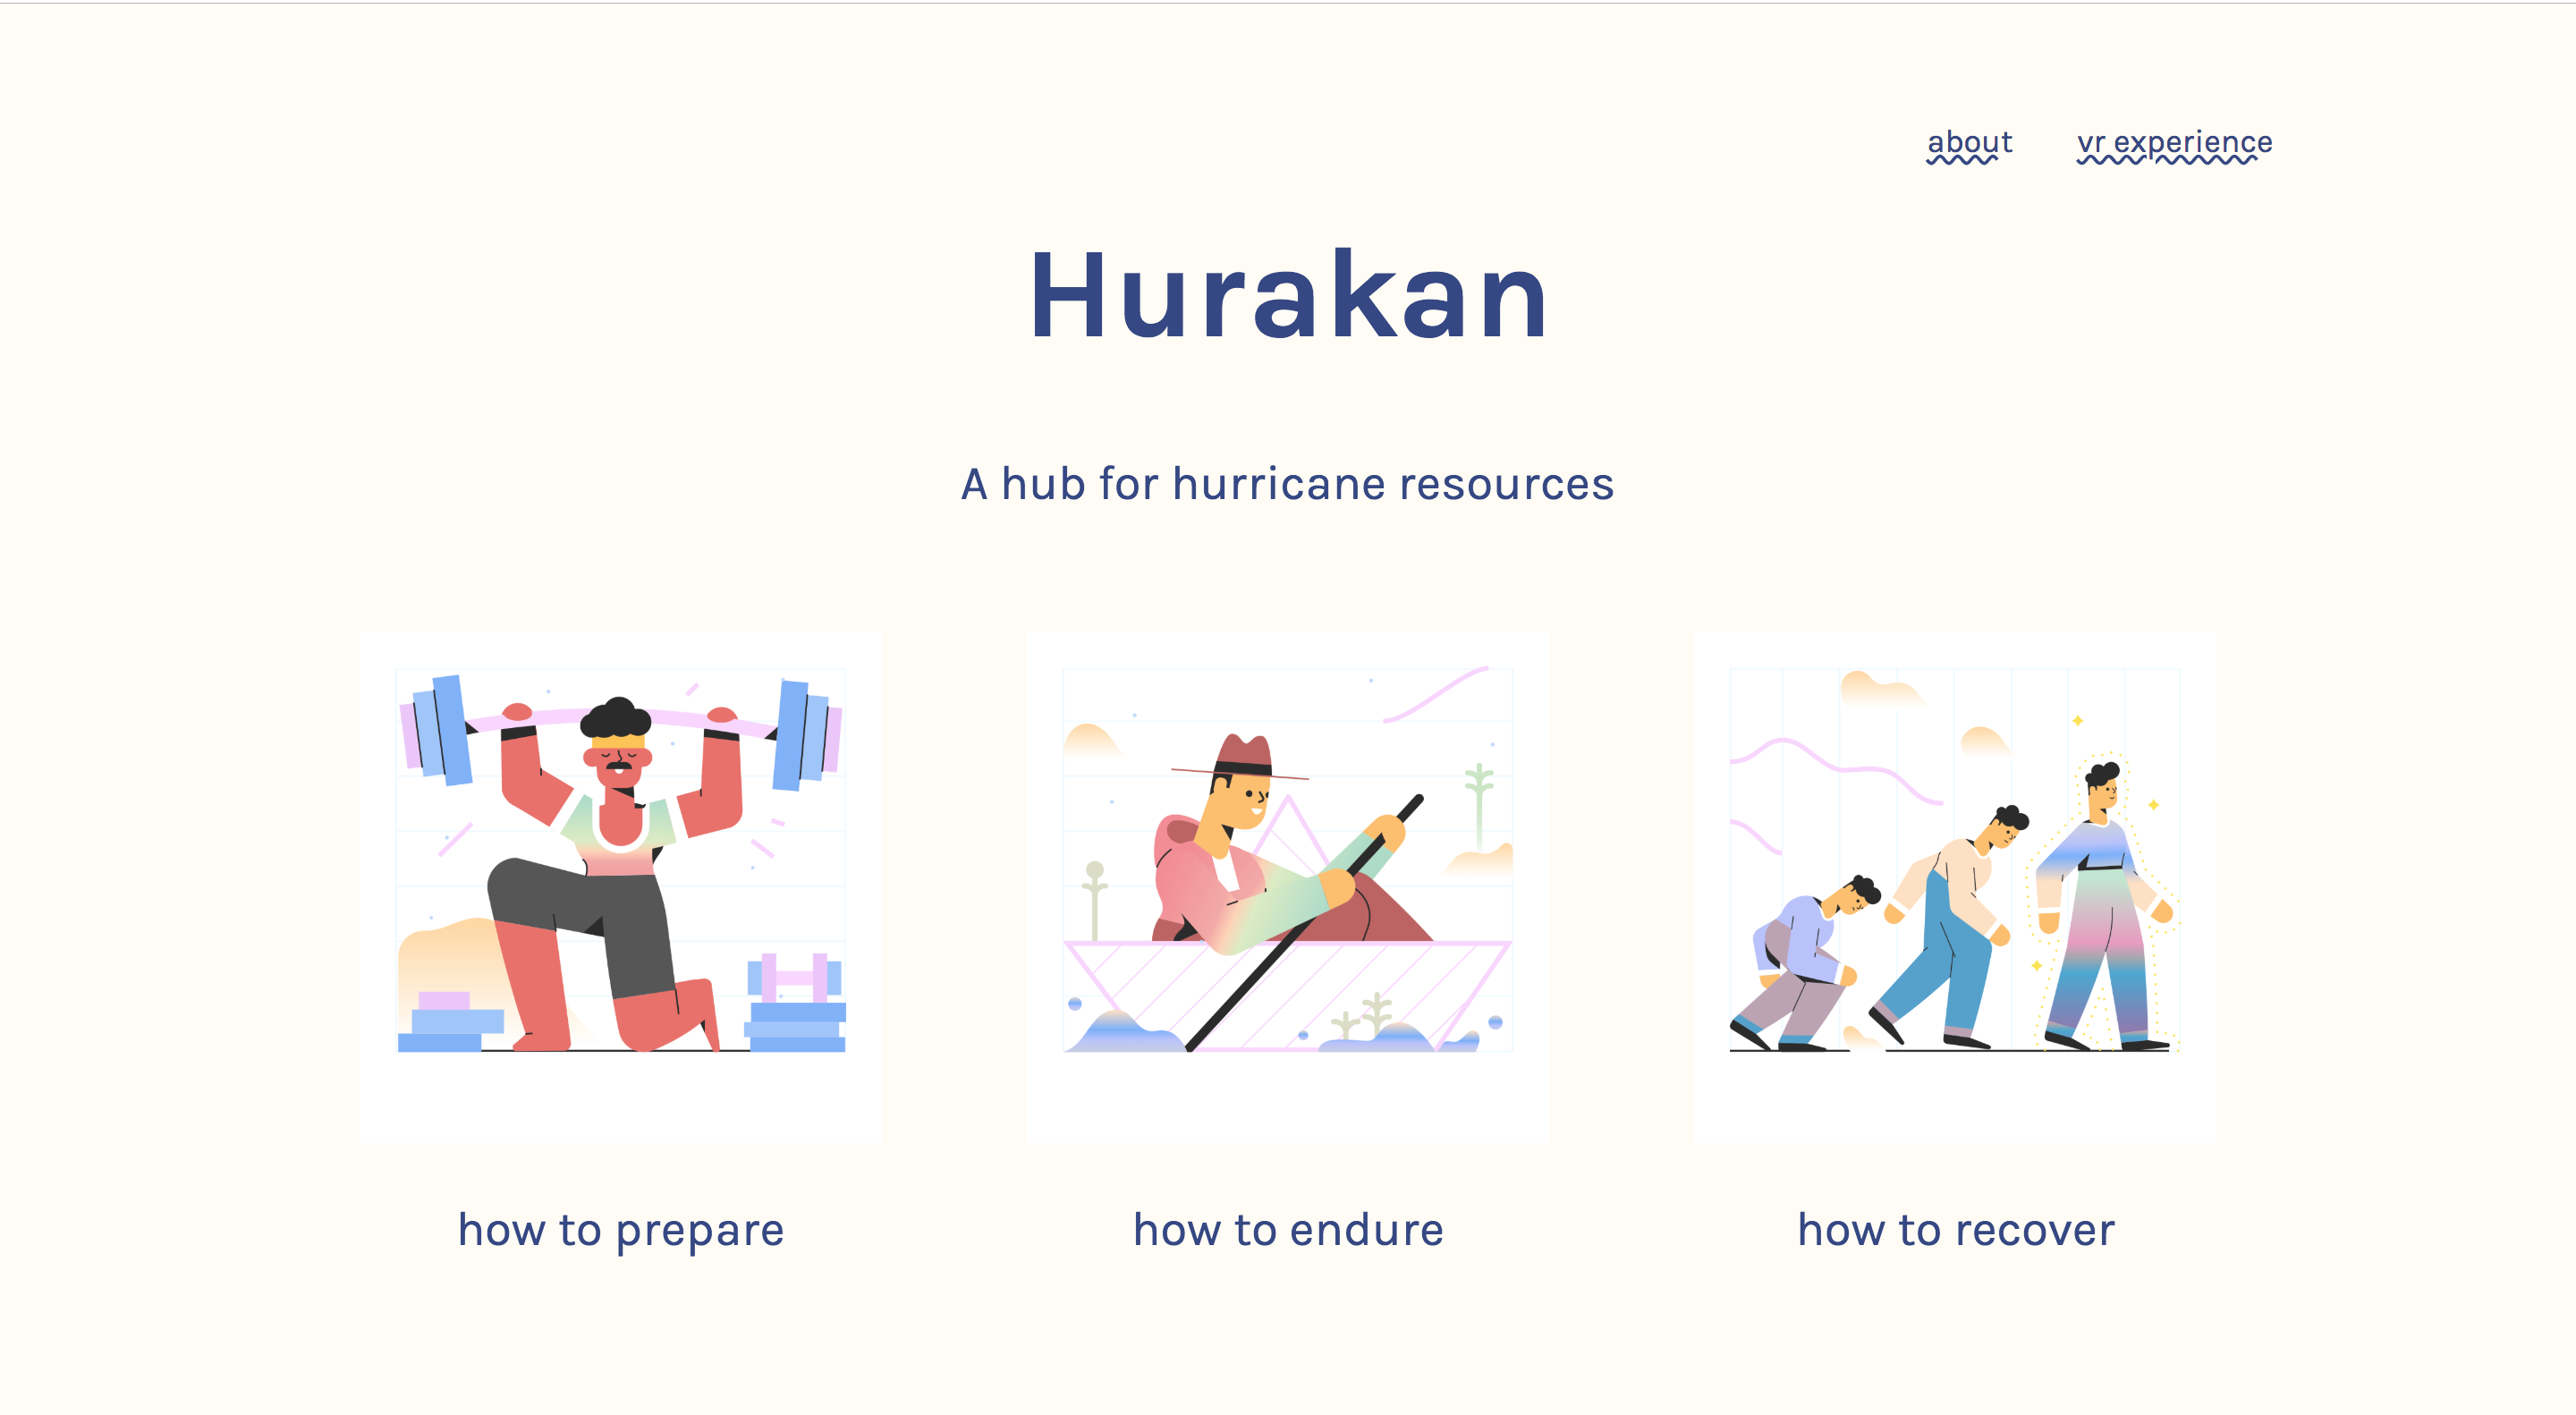 about vr experience
Hurakan
A hub for hurricane resources
how to prepare how to endure how to recover